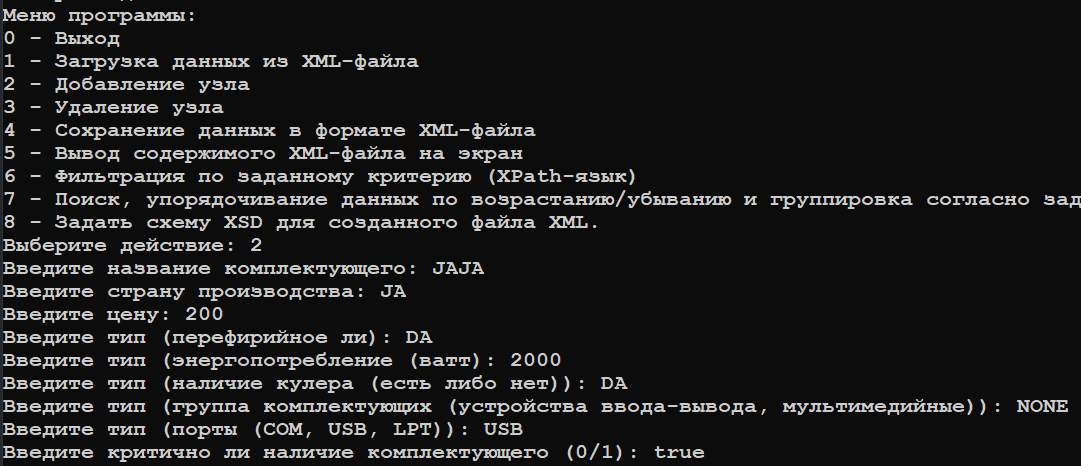 Меню программы:
0 - Выход
1 - Загрузка данных из XML-файла
2 - Добавление узла
3 - Удаление узла
4 - Сохранение данных в формате XML-файла
5 - Вывод содержимого XML-файла на экран
6 - Фильтрация по заданному критерию (XPath-язык)
7 - Поиск, упорядочивание данных по возрастанию/убыванию и группировка согласно зад
8 - Задать схему XSD для созданного файла XML.
Выберите действие: 2
Введите название комплектующего: JAJA
Введите страну производства: JA
Введите цену: 200
Введите тип (перефирийное ли): DA
Введите тип (энергопотребление (ватт): 2000
Введите тип (наличие кулера (есть либо нет)): DA
Введите тип (группа комплектующих (устройства ввода-вывода, мультимедийные)): NONE
Введите тип (порты (COM, USB, LPT)): USB
Введите критично ли наличие комплектующего (0/1): true